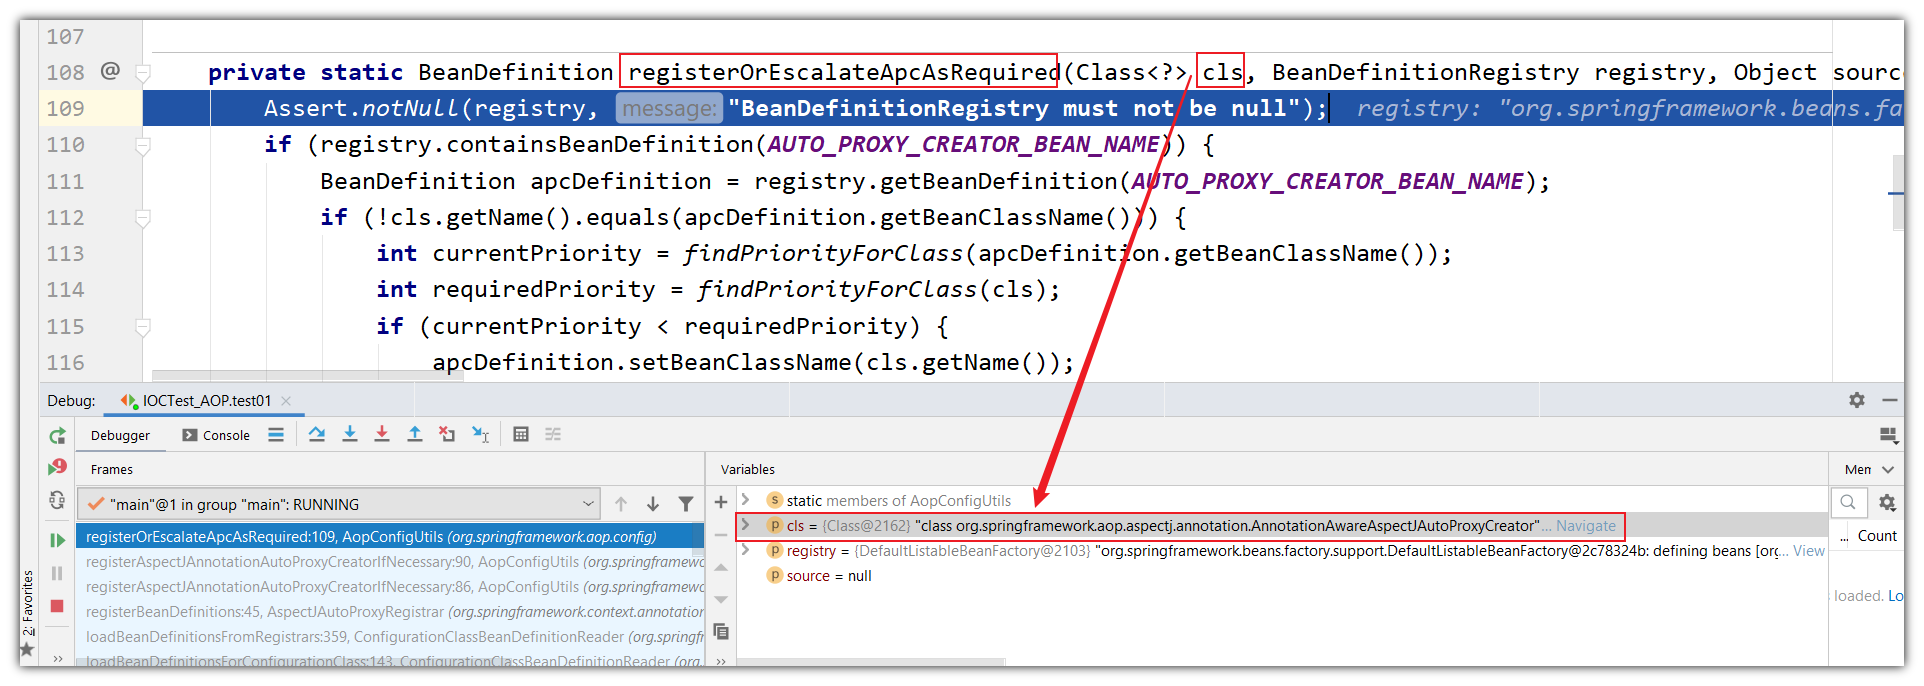 107
108 @ private static BeanDefinition registerOrEscalateApcAsRequired(Class<?> cls, BeanDefinitionRegistry registry, Object source
109 Assert.notNull(registry, message: "BeanDefinitionRegistry must not be null"); registry: "org.springframework.beans.fa
110 if (registry.containsBeanDefinition(AUTO_PROXY_CREATOR_BEAN_NAME)) {
111 BeanDefinition apcDefinition = registry.getBeanDefinition(AUTO_PROXY_CREATOR_BEAN_NAME);
112 if (!cls.getName().equals(apcDefinition.getBeanClassName())) {
113 int currentPriority = findPriorityForClass(apcDefinition.getBeanClassName());
114 int requiredPriority = findPriorityForClass(cls);
115 if (currentPriority < requiredPriority) {
116 apcDefinition.setBeanClassName(cls.getName());
Debug: IOCTest_AOP.test01
Debugger Console
Frames
"main"@1 in group "main": RUNNING
registerOrEscalateApcAsRequired:109, AopConfigUtils (org.springframework.aop.config)
registerAspectJAnnotationAutoProxyCreatorIfNecessary:90, AopConfigUtils (org.springframewo
registerAspectJAnnotationAutoProxyCreatorIfNecessary:86, AopConfigUtils (org.springframewo
registerBeanDefinitions:45, AspectJAutoProxyRegistrar (org.springframework.context.annotation
loadBeanDefinitionsFromRegistrars:359, ConfigurationClassBeanDefinitionReader (org.springf
loadBeanDefinitionsForConfigurationClass:143, ConfigurationClassBeanDefinitionReader (org.
Variables
s static members of AopConfigUtils
p cls = {Class@2162} "class org.springframework.aop.aspectj.annotation.AnnotationAwareAspectJAutoProxyCreator"... Navigate
p registry = {DefaultListableBeanFactory@2103} "org.springframework.beans.factory.support.DefaultListableBeanFactory@2c78324b: defining beans [org... View
p source = null
Men
... Count
loaded. Lo
2: Favorites